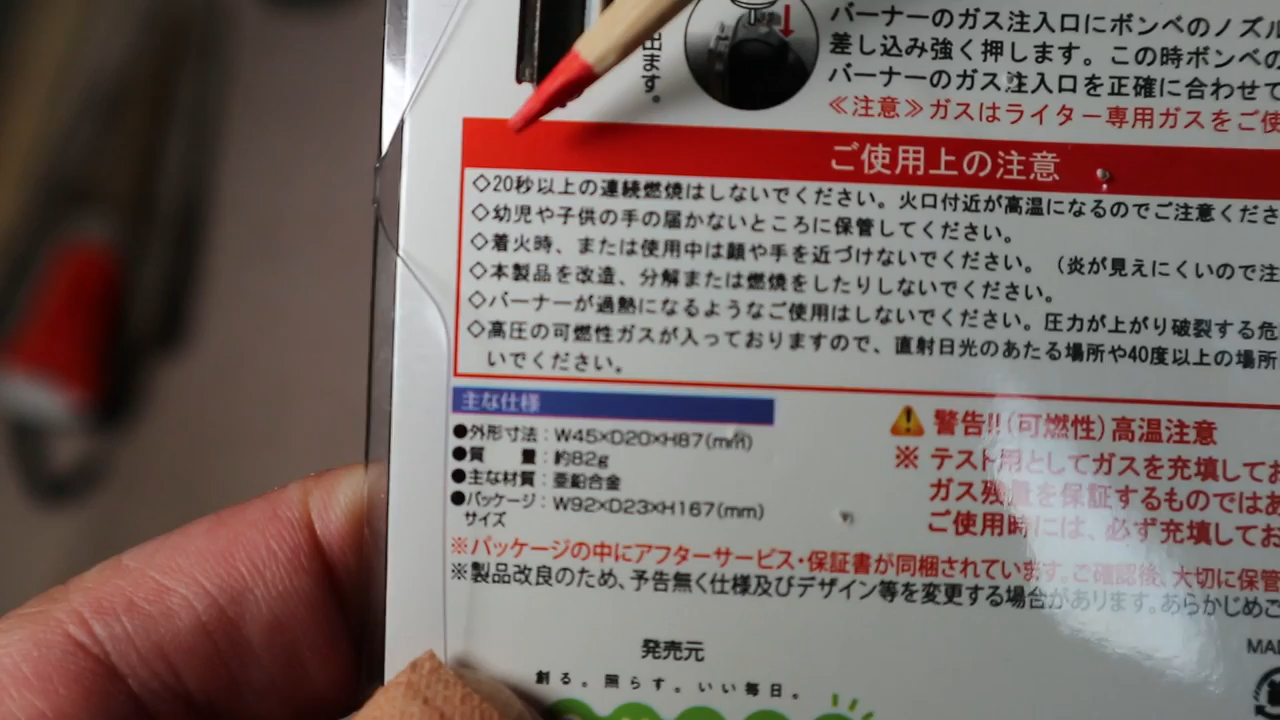 出ます。
バーナーのガス注入口にボンベのノズル
差し込み強く押します。この時ボンベの
バーナーのガス注入口を正確に合わせて
≪注意≫ガスはライター専用ガスをご使
ご使用上の注意
◇20秒以上の連続燃焼はしないでください。火口付近が高温になるのでご注意くださ
◇幼児や子供の手の届かないところに保管してください。
◇着火時、または使用中は顔や手を近づけないでください。（炎が見えにくいので注
◇本製品を改造、分解または燃焼をしたりしないでください。
◇バーナーが過熱になるようなご使用はしないでください。圧力が上がり破裂する危
◇高圧の可燃性ガスが入っておりますので、直射日光のあたる場所や40度以上の場所
いでください。
主な仕様
●外形寸法：W45×D20×H87(mm)
●質　　量：約82g
●主な材質：亜鉛合金
●パッケージ：W92×D23×H167(mm)
サイズ
※パッケージの中にアフターサービス・保証書が同梱されています。ご確認後、大切に保管
※製品改良のため、予告無く仕様及びデザイン等を変更する場合があります。あらかじめご
警告!!(可燃性)高温注意
※ テスト用としてガスを充填してお
ガス残量を保証するものではあ
ご使用時には、必ず充填してお
発売元
創る。照らす。いい毎日。
MA